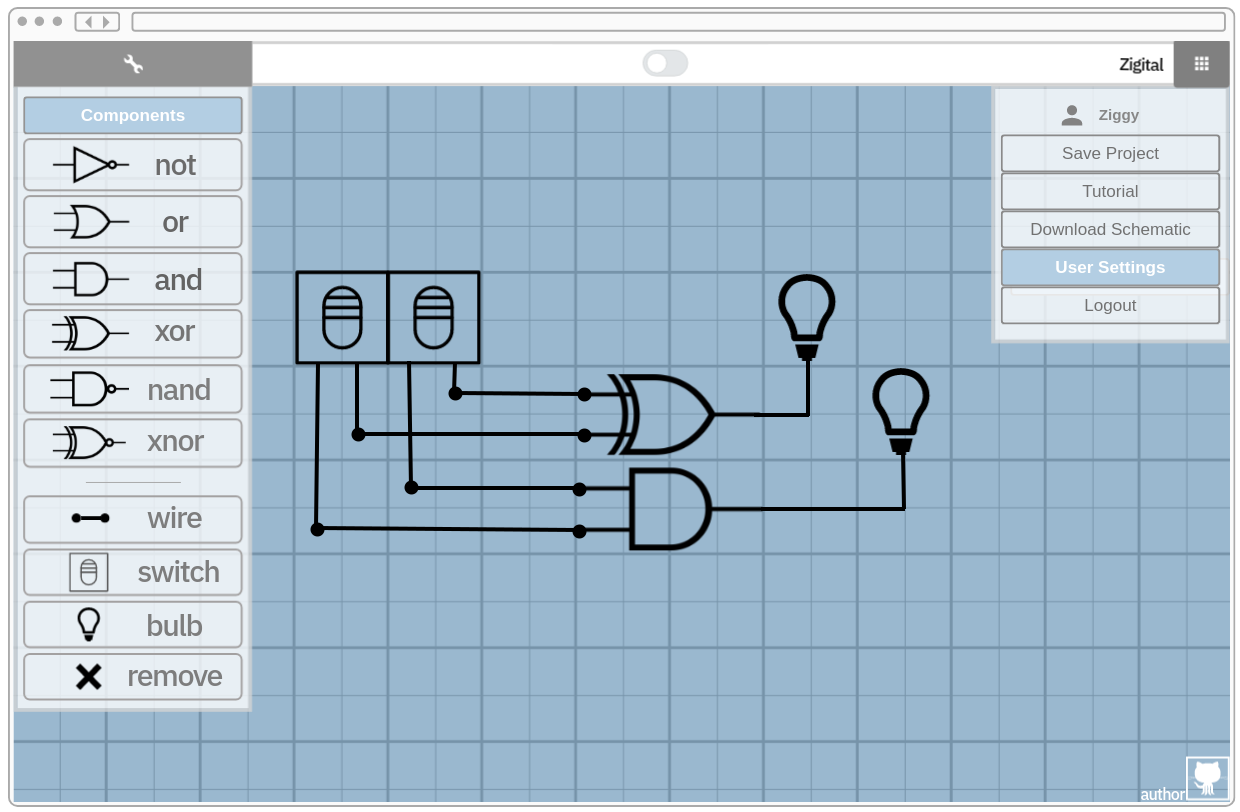 Zigital
Components
not
or
and
xor
nand
xnor
wire
switch
bulb
remove
Ziggy
Save Project
Tutorial
Download Schematic
User Settings
Logout
author